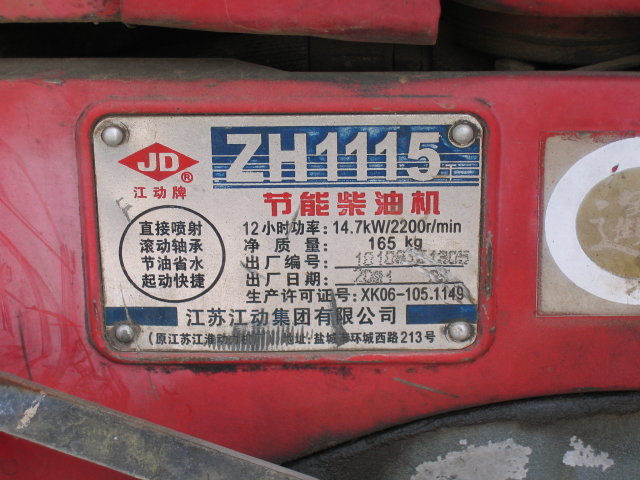 JD®
江动牌
ZH1115
节能柴油机
直接喷射
滚动轴承
节油省水
起动快捷
12小时功率: 14.7kW/2200r/min
净 质 量: 165 kg
出厂编号:
出厂日期:
生产许可证号: XK06-105.1149
江苏江动集团有限公司
(原江苏江淮动力机 地址: 盐城市环城西路213号